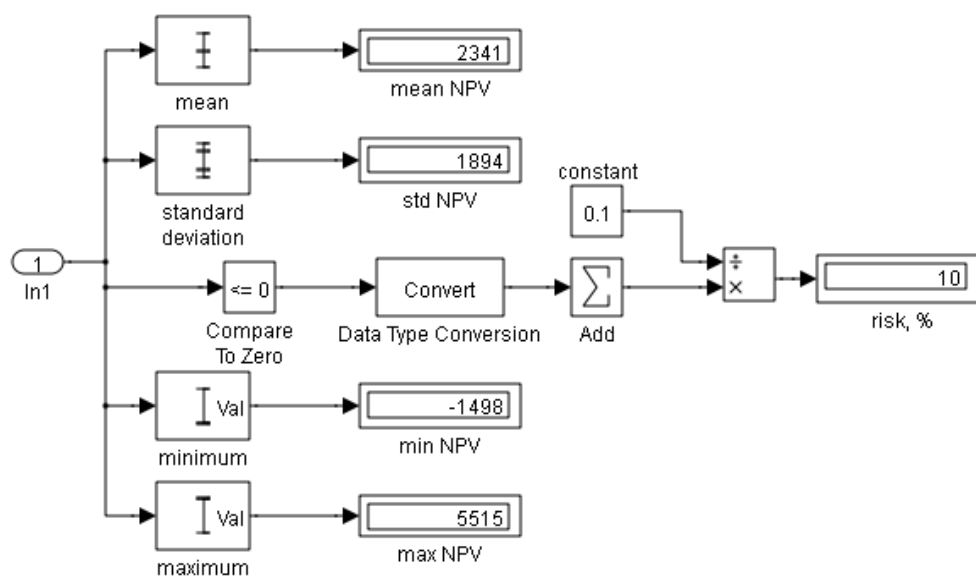 2341
mean
mean NPV
1894
standard
deviation
std NPV
constant
0.1
1
In1
<= 0
Compare
To Zero
Convert
Data Type Conversion
∑
Add
÷
×
10
risk, %
Val
minimum
-1498
min NPV
Val
maximum
5515
max NPV